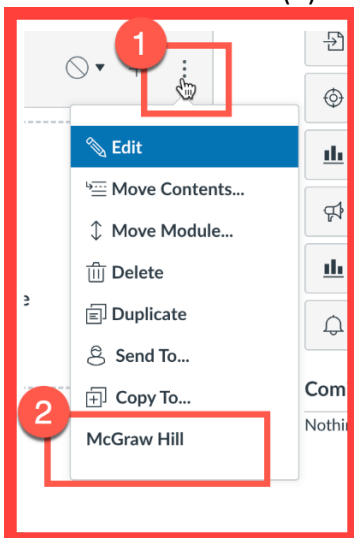 1
Edit
Move Contents...
Move Module...
Delete
Duplicate
Send To...
Copy To...
2
McGraw Hill
e
Com
Nothin